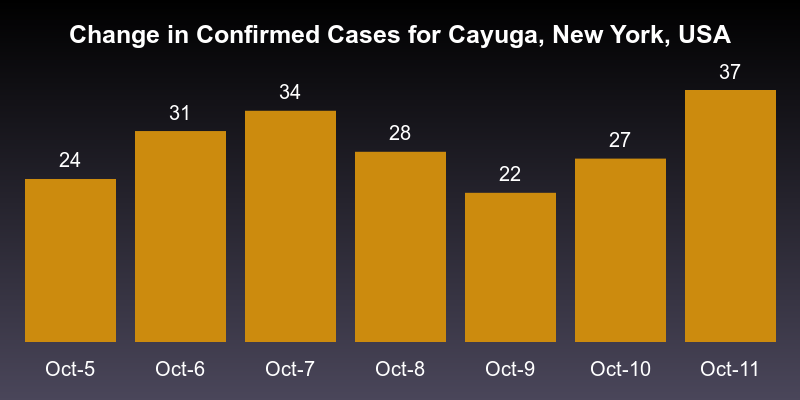 Change in Confirmed Cases for Cayuga, New York, USA
24
31
34
28
22
27
37
Oct-5
Oct-6
Oct-7
Oct-8
Oct-9
Oct-10
Oct-11